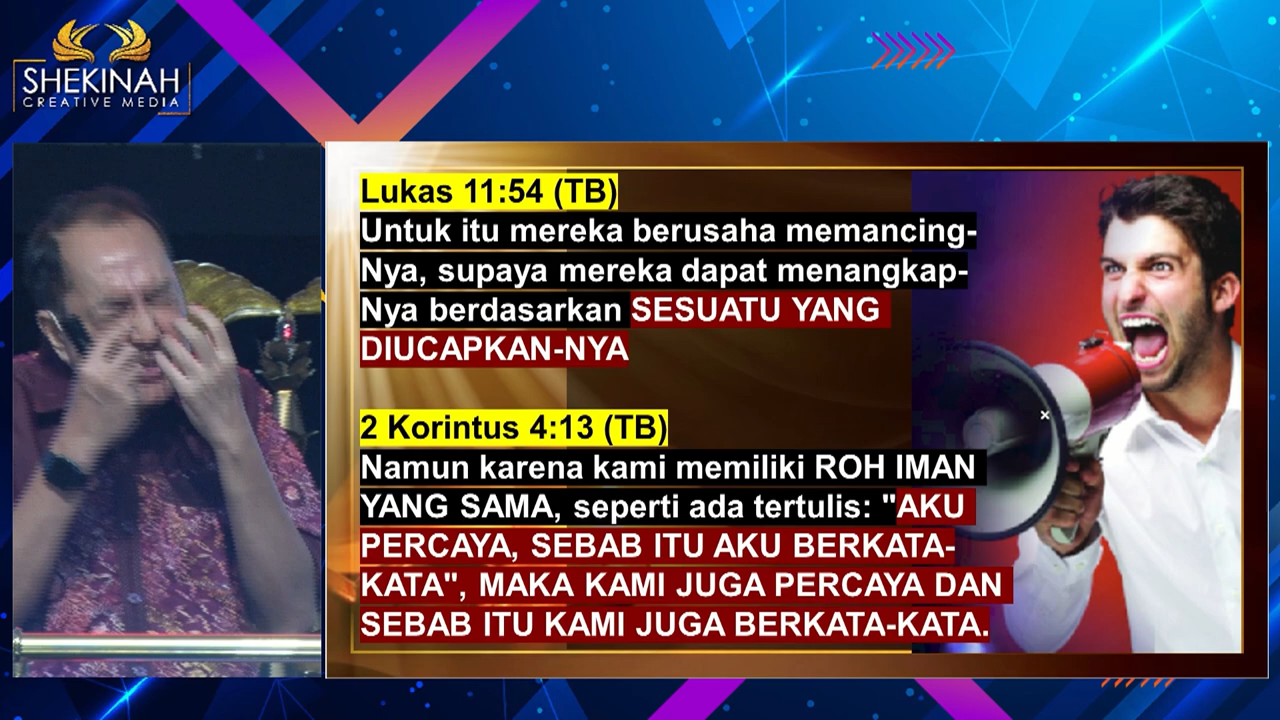 SHEKINAH
CREATIVE MEDIA
Lukas 11:54 (TB)
Untuk itu mereka berusaha memancing-
Nya, supaya mereka dapat menangkap-
Nya berdasarkan SESUATU YANG
DIUCAPKAN-NYA
2 Korintus 4:13 (TB)
Namun karena kami memiliki ROH IMAN
YANG SAMA, seperti ada tertulis: "AKU
PERCAYA, SEBAB ITU AKU BERKATA-
KATA", MAKA KAMI JUGA PERCAYA DAN
SEBAB ITU KAMI JUGA BERKATA-KATA.